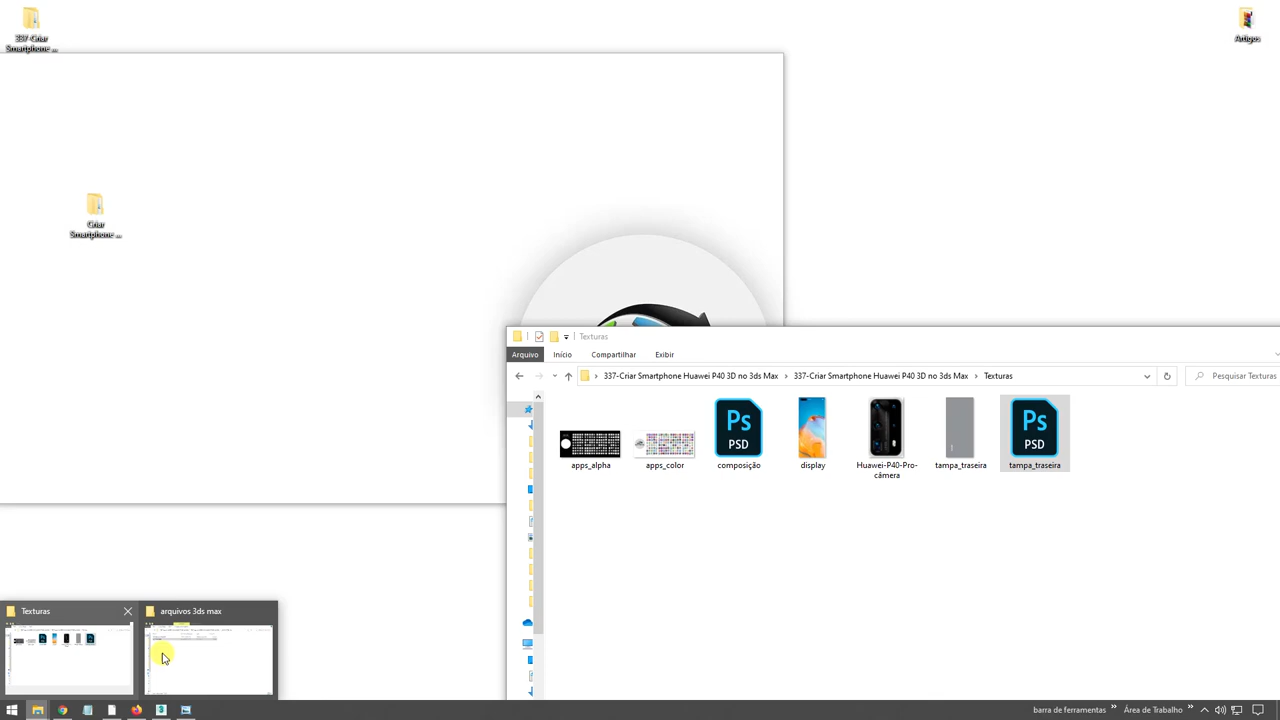 337-Criar
Smartphone ...
Artigos
Criar
Smartphone ...
Texturas
Arquivo Início Compartilhar Exibir
337-Criar Smartphone Huawei P40 3D no 3ds Max > 337-Criar Smartphone Huawei P40 3D no 3ds Max > Texturas
Pesquisar Texturas
Ps
PSD
Ps
PSD
apps_alpha apps_color composição display Huawei-P40-Pro- tampa_traseira tampa_traseira
câmera
Texturas arquivos 3ds max
barra de ferramentas » Área de Trabalho »